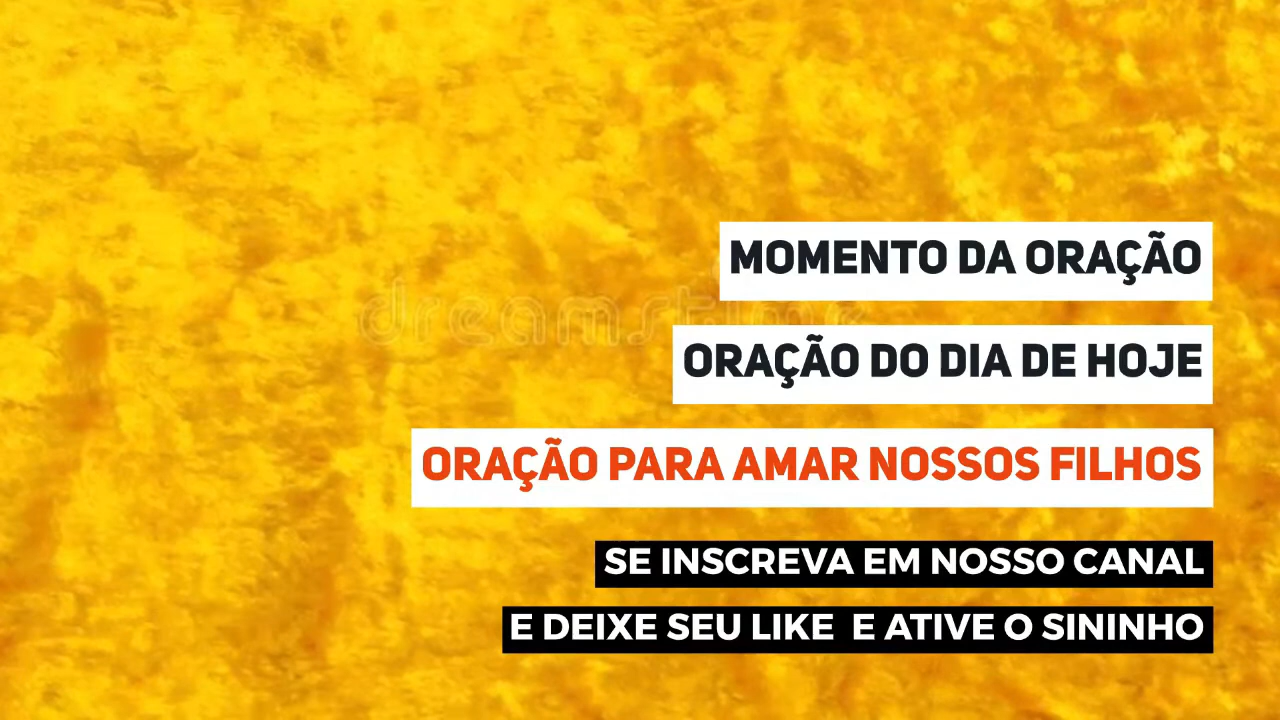 MOMENTO DA ORAÇÃO
dreamstime
ORAÇÃO DO DIA DE HOJE
ORAÇÃO PARA AMAR NOSSOS FILHOS
SE INSCREVA EM NOSSO CANAL
E DEIXE SEU LIKE E ATIVE O SININHO